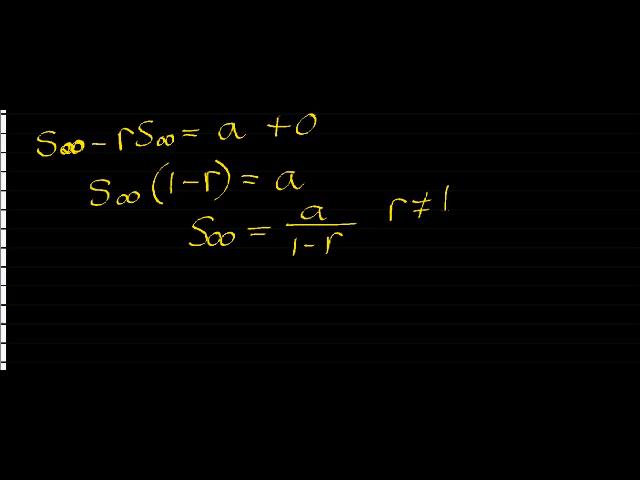 S∞ - rS∞ = a + 0
S∞ (1 - r) = a
S∞ = a/(1 - r)   r ≠ 1